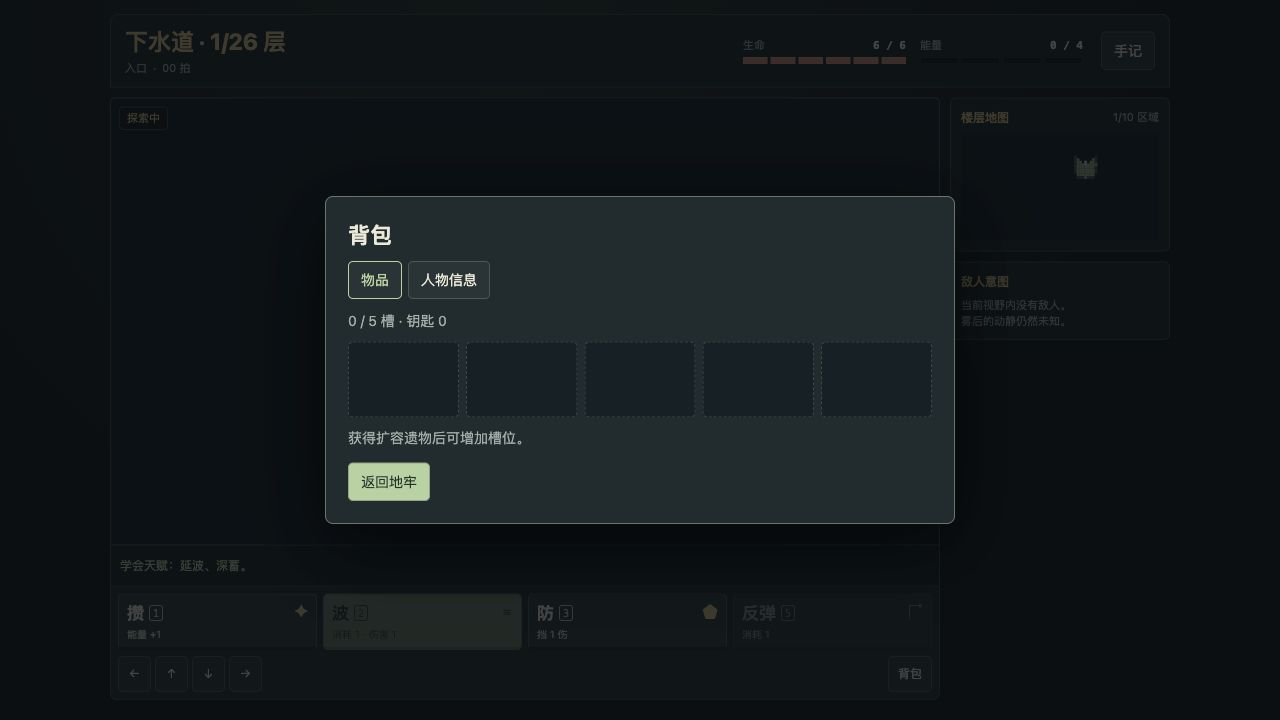 下水道 · 1/26 层
入口 · 00 拍
生命 6 / 6 能量 0 / 4
手记
探索中
楼层地图 1/10 区域
敌人意图
当前视野内没有敌人。
雾后的动静仍然未知。
背包
物品 人物信息
0 / 5 槽 · 钥匙 0
获得扩容遗物后可增加槽位。
返回地牢
学会天赋：延波、深蓄。
攒 1
能量 +1
波 2
消耗 1 · 伤害 1
防 3
挡 1 伤
反弹 5
消耗 1
← ↑ ↓ →
背包